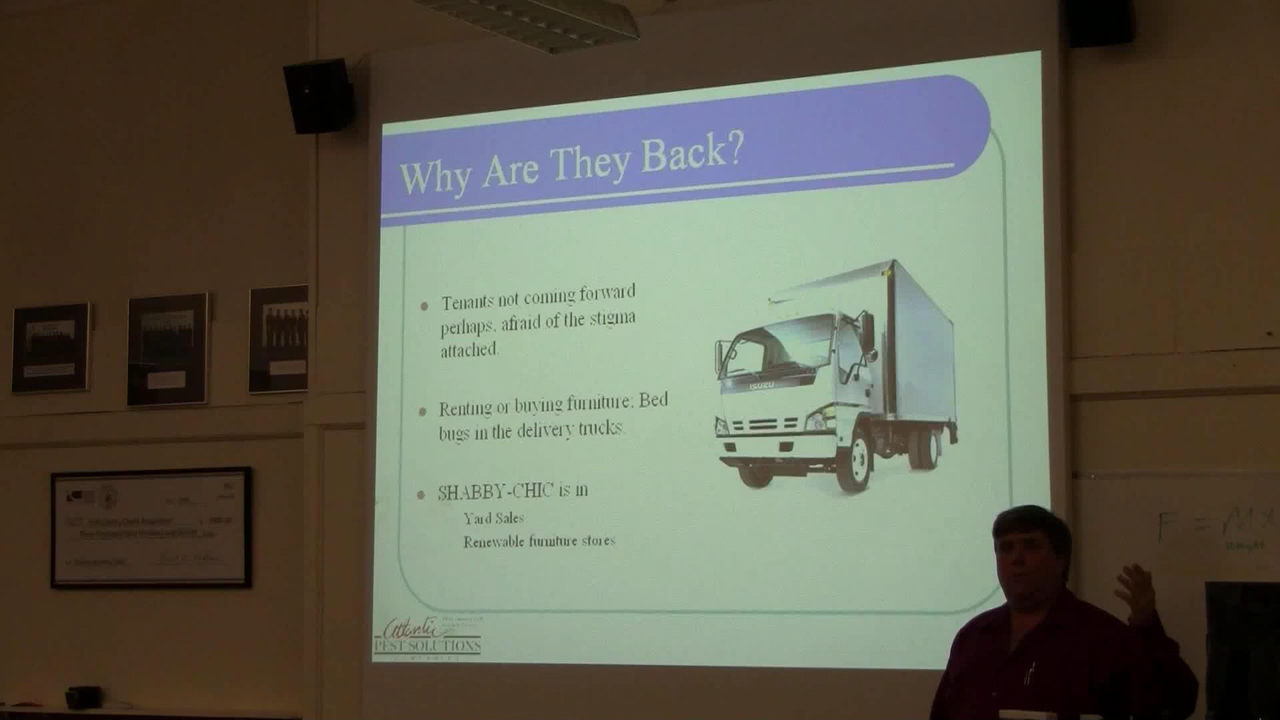 Why Are They Back?
Tenants not coming forward
perhaps, afraid of the stigma
attached.
Renting or buying furniture: Bed
bugs in the delivery trucks.
SHABBY-CHIC is in
Yard Sales
Renewable furniture stores
ISUZU
Atlantic
PEST SOLUTIONS
F =